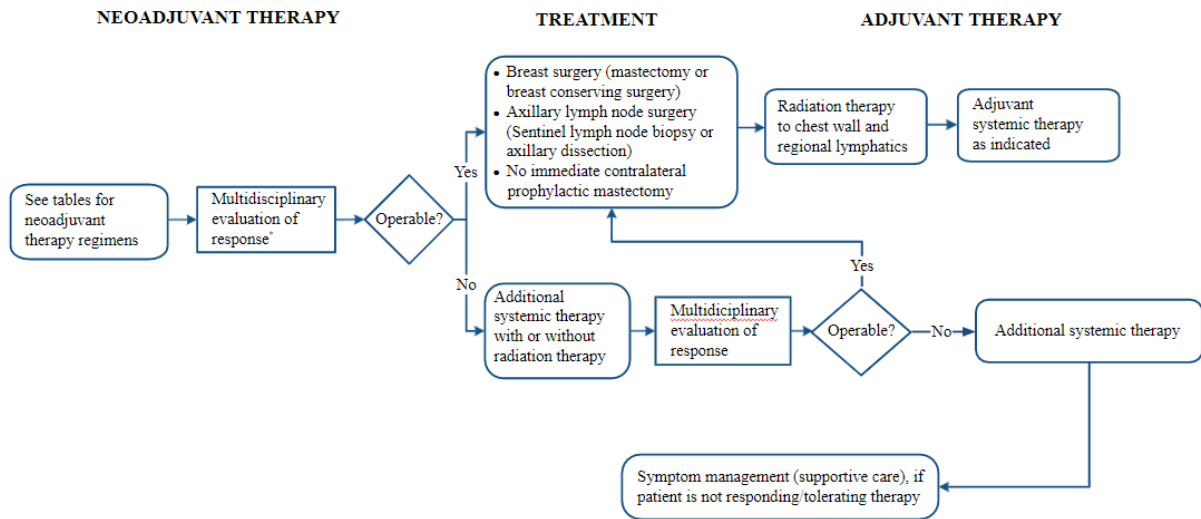 NEOADJUVANT THERAPY
TREATMENT
ADJUVANT THERAPY
• Breast surgery (mastectomy or
breast conserving surgery)
• Axillary lymph node surgery
(Sentinel lymph node biopsy or
axillary dissection)
• No immediate contralateral
prophylactic mastectomy
Radiation therapy
to chest wall and
regional lymphatics
Adjuvant
systemic therapy
as indicated
See tables for
neoadjuvant
therapy regimens
Multidisciplinary
evaluation of
response*
Operable?
Yes
No
Additional
systemic therapy
with or without
radiation therapy
Multidiciplinary
evaluation of
response
Operable?
Yes
No
Additional systemic therapy
Symptom management (supportive care), if
patient is not responding/tolerating therapy